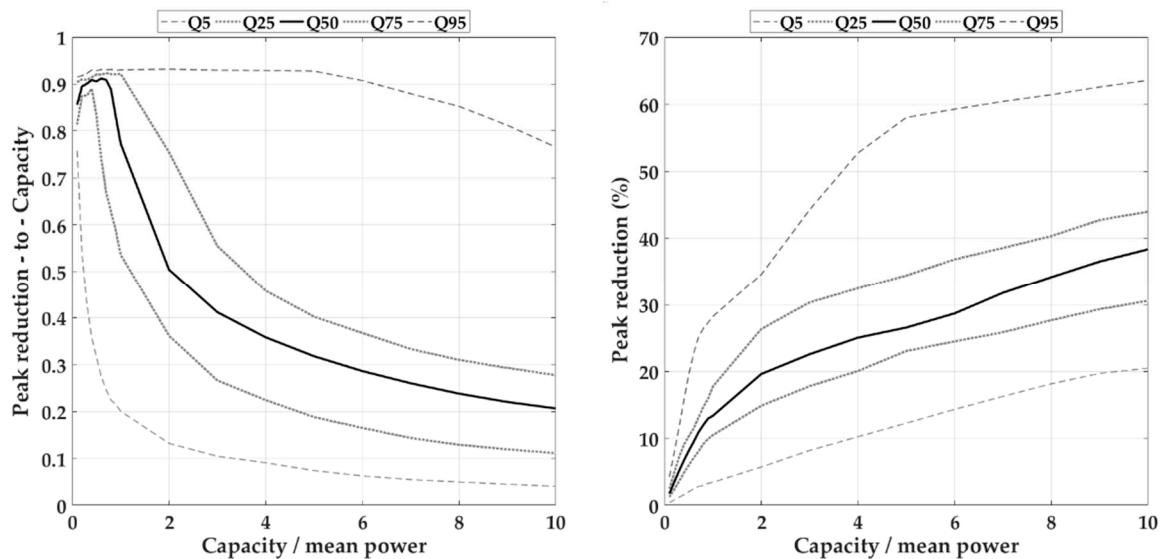 Q5 Q25 Q50 Q75 Q95
1
0.9
0.8
0.7
0.6
0.5
0.4
0.3
0.2
0.1
0
0 2 4 6 8 10
Peak reduction - to - Capacity
Capacity / mean power
Q5 Q25 Q50 Q75 Q95
70
60
50
40
30
20
10
0
0 2 4 6 8 10
Peak reduction (%)
Capacity / mean power